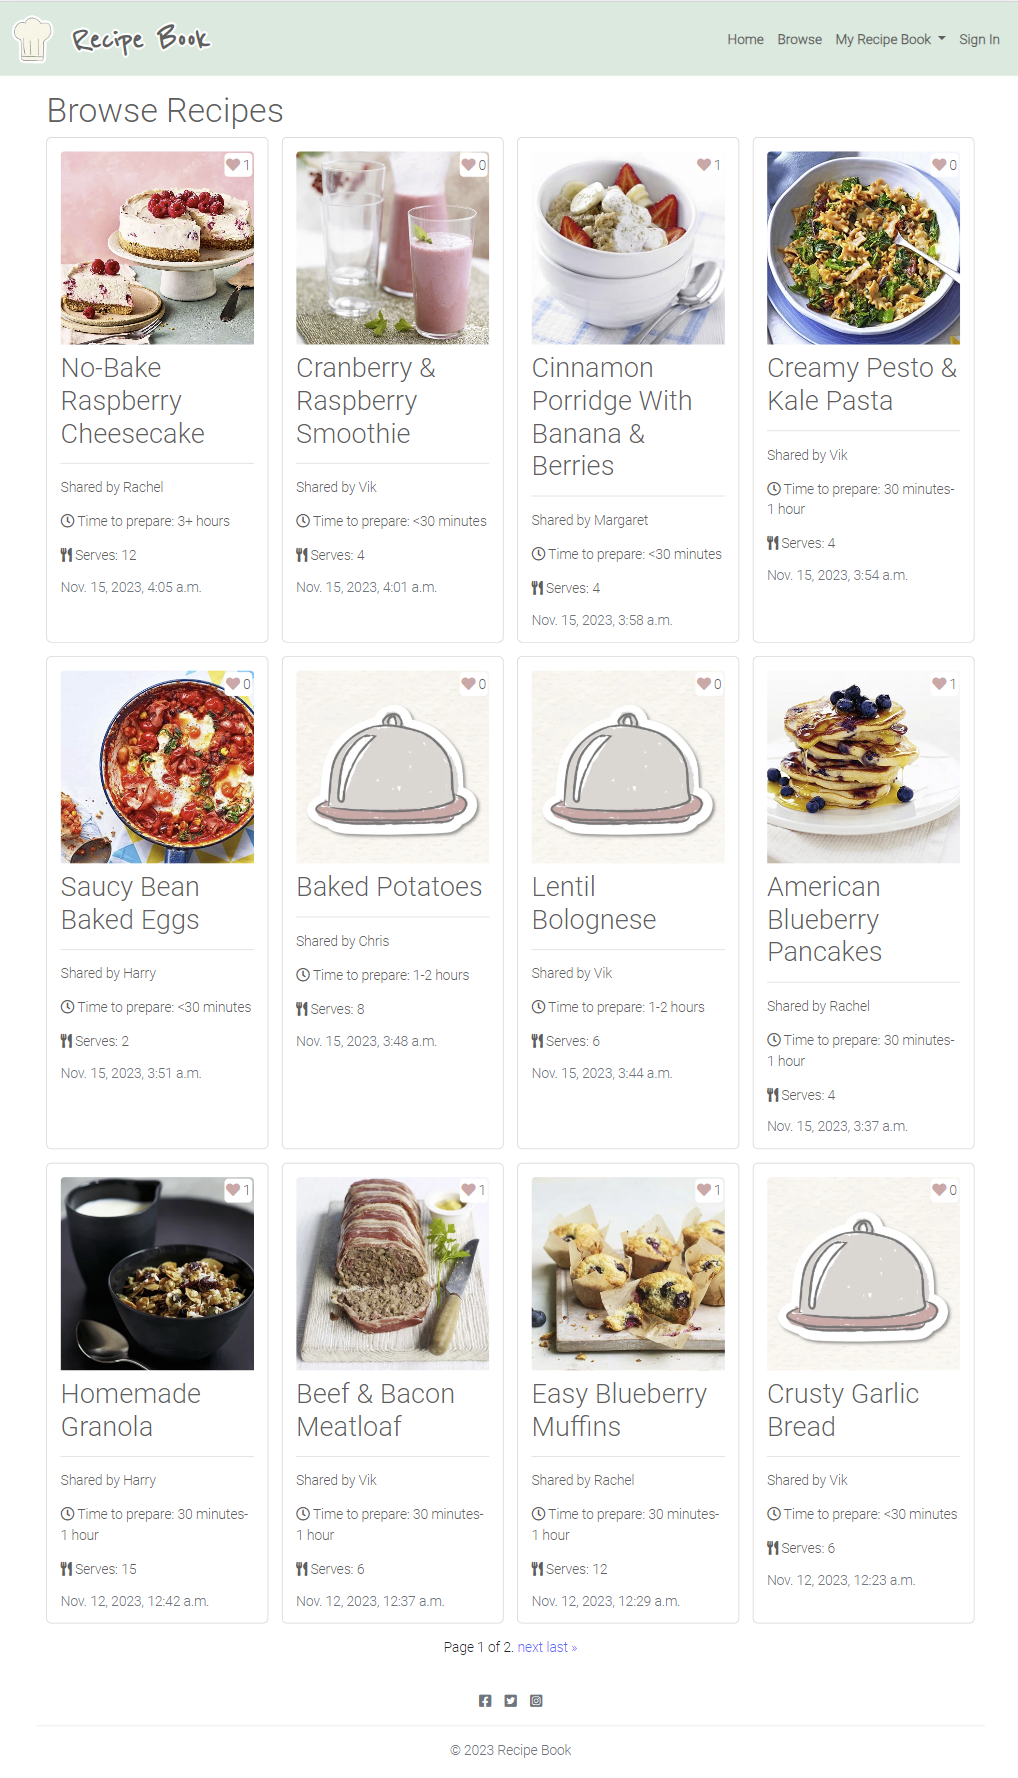 Recipe Book
Home Browse My Recipe Book Sign In
Browse Recipes
1
No-Bake
Raspberry
Cheesecake
Shared by Rachel
Time to prepare: 3+ hours
Serves: 12
Nov. 15, 2023, 4:05 a.m.
0
Cranberry &
Raspberry
Smoothie
Shared by Vik
Time to prepare: <30 minutes
Serves: 4
Nov. 15, 2023, 4:01 a.m.
1
Cinnamon
Porridge With
Banana &
Berries
Shared by Margaret
Time to prepare: <30 minutes
Serves: 4
Nov. 15, 2023, 3:58 a.m.
0
Creamy Pesto &
Kale Pasta
Shared by Vik
Time to prepare: 30 minutes-
1 hour
Serves: 4
Nov. 15, 2023, 3:54 a.m.
0
Saucy Bean
Baked Eggs
Shared by Harry
Time to prepare: <30 minutes
Serves: 2
Nov. 15, 2023, 3:51 a.m.
0
Baked Potatoes
Shared by Chris
Time to prepare: 1-2 hours
Serves: 8
Nov. 15, 2023, 3:48 a.m.
0
Lentil
Bolognese
Shared by Vik
Time to prepare: 1-2 hours
Serves: 6
Nov. 15, 2023, 3:44 a.m.
1
American
Blueberry
Pancakes
Shared by Rachel
Time to prepare: 30 minutes-
1 hour
Serves: 4
Nov. 15, 2023, 3:37 a.m.
1
Homemade
Granola
Shared by Harry
Time to prepare: 30 minutes-
1 hour
Serves: 15
Nov. 12, 2023, 12:42 a.m.
1
Beef & Bacon
Meatloaf
Shared by Vik
Time to prepare: 30 minutes-
1 hour
Serves: 6
Nov. 12, 2023, 12:37 a.m.
1
Easy Blueberry
Muffins
Shared by Rachel
Time to prepare: 30 minutes-
1 hour
Serves: 12
Nov. 12, 2023, 12:29 a.m.
0
Crusty Garlic
Bread
Shared by Vik
Time to prepare: <30 minutes
Serves: 6
Nov. 12, 2023, 12:23 a.m.
Page 1 of 2. next last »
© 2023 Recipe Book